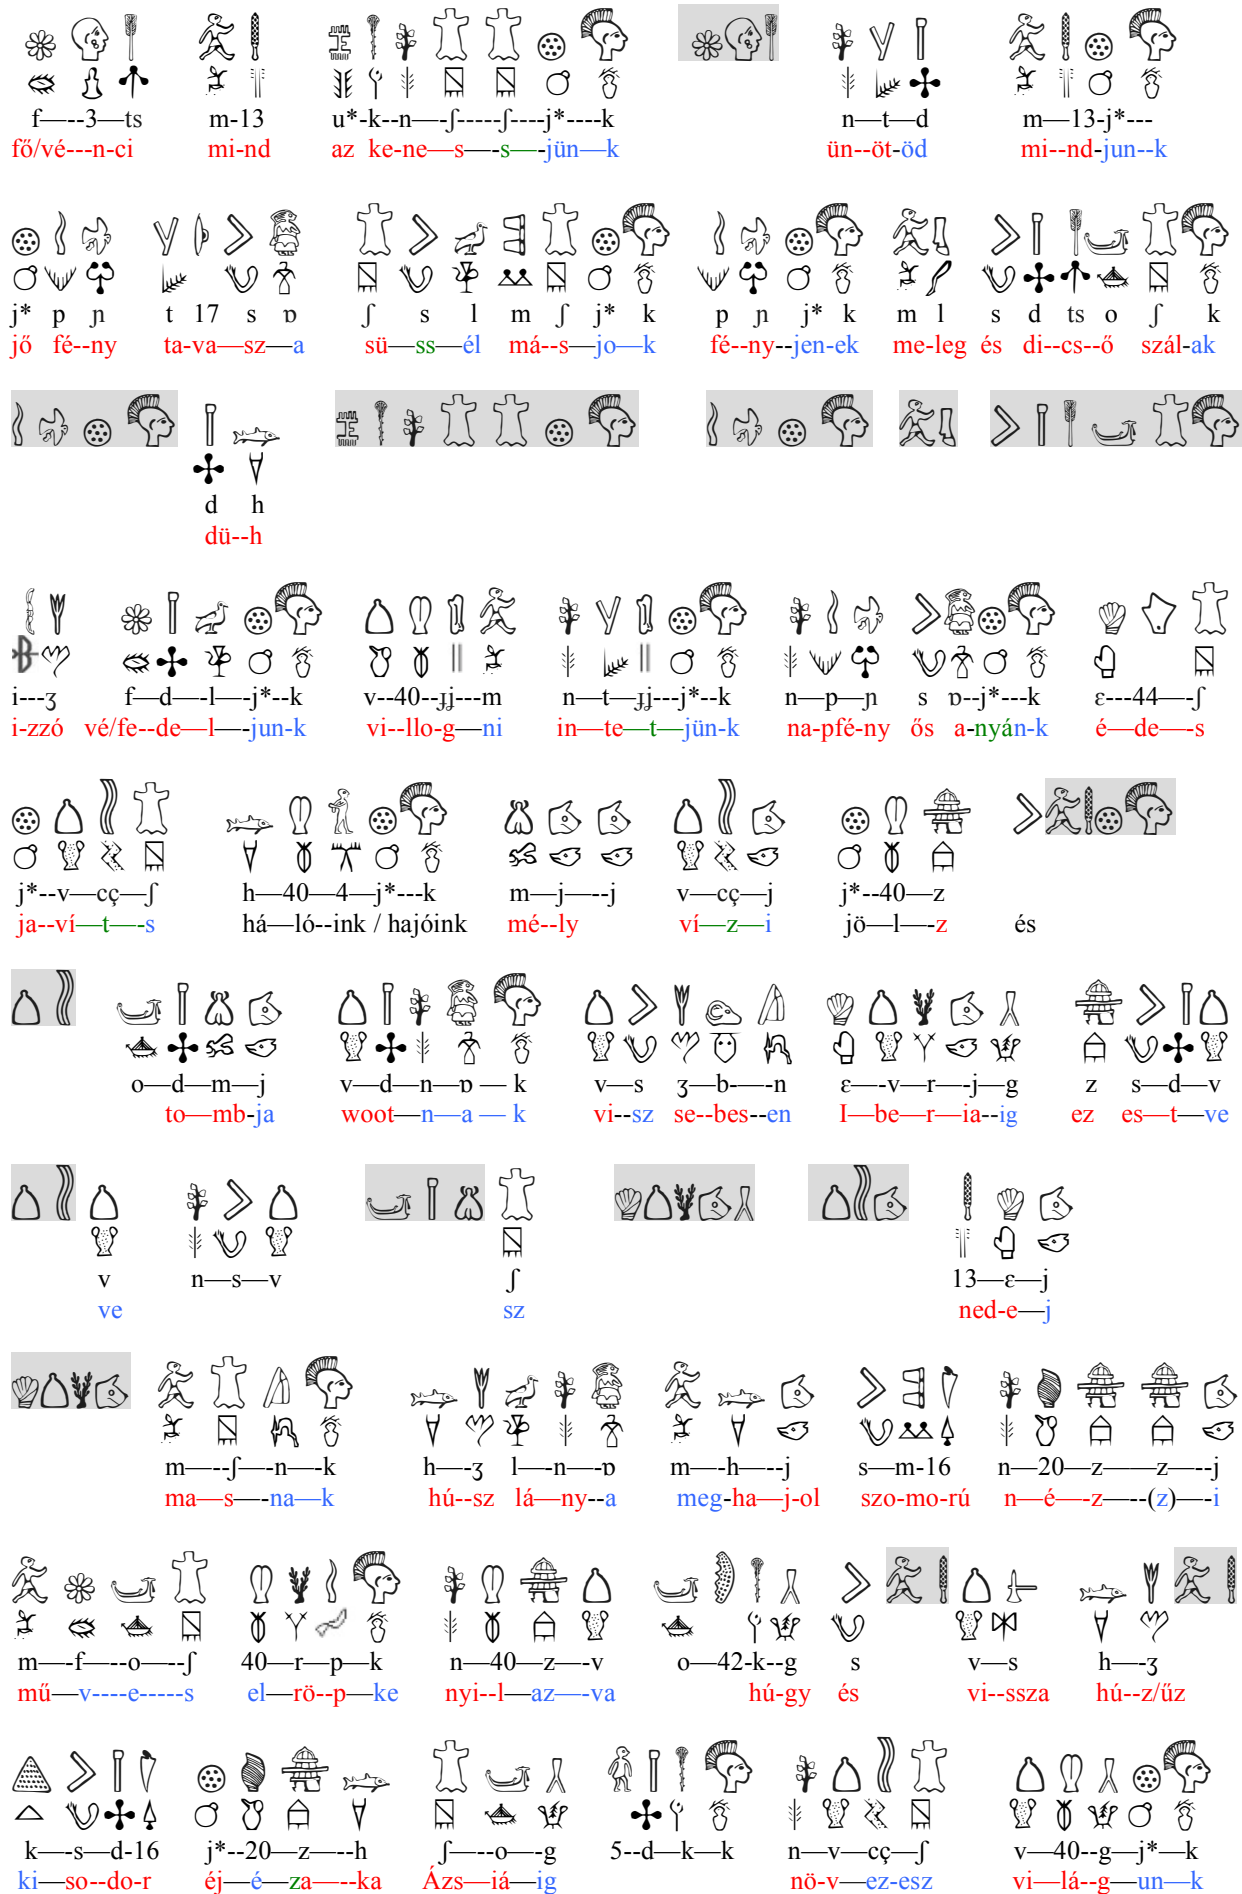 f—--3—ts m-13 u*-k--n—-ʃ-----ʃ----j*----k n—t—d m—13-j*---
fő/vé---n-ci mi-nd az ke-ne—s—-s—-jün—k ün--öt-öd mi--nd-jun--k
j* p ɲ t 17 s ɒ ʃ s l m ʃ j* k p ɲ j* k m l s d ts o ʃ k
jő fé--ny ta-va—sz—a sü—ss—él má--s—jo—k fé--ny--jen-ek me-leg és di--cs--ő szál-ak
d h
dü--h
i---ʒ f—d—-l—-j*--k v--40--ɟj---m n—t—ɟj---j*--k n—p—ɲ s ɒ--j*---k ɛ---44—-ʃ
i-zzó vé/fe--de—l—-jun-k vi--llo-g—ni in—te—t—jün-k na-pfé-ny ős a-nyán-k é—de—-s
j*--v—cç—ʃ h—40—4—j*---k m—j—--j v—cç—j j*--40—z
ja--ví—t—-s há—ló--ink / hajóink mé--ly ví—z—i jö—l—-z és
o—d—m—j v—d—n—ɒ — k v—s ʒ—b-—-n ɛ—-v—r—-j—g z s—d—v
to—mb-ja woot—n—a — k vi--sz se--bes—en I—be—r—ia--ig ez es—t—ve
v n—s—v ʃ 13—ɛ—j
ve sz ned-e—j
m—--ʃ—-n—-k h—-ʒ l—-n—-ɒ m—-h—--j s—m-16 n—20—z——z—--j
ma—s—-na—k hú--sz lá—ny--a meg-ha—j-ol szo-mo-rú n—é—-z—--(z)—-i
m—-f—--o—--ʃ 40—r—p—k n—40—z—-v o—42-k--g s v—s h—-ʒ
mű—v----e-----s el—rö--p—ke nyi--l—az—-va hú-gy és vi--ssza hú--z/űz
k—-s—d-16 j*--20—z—--h ʃ—--o—-g 5--d—k—k n—v—cç—ʃ v—40--g—j*—k
ki—so--do-r éj—é—za—--ka Ázs—iá—ig nö-v—ez-esz vi—lá--g—un—k